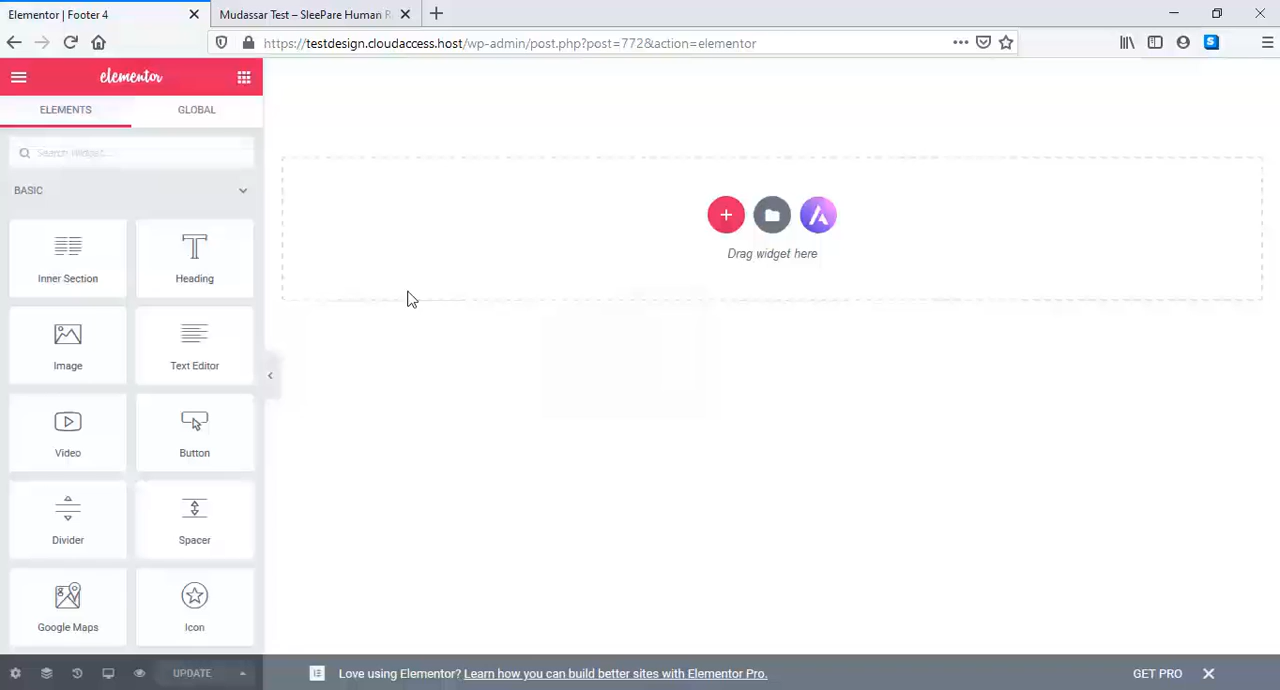 Elementor | Footer 4
Mudassar Test – SleePare Human R
https://testdesign.cloudaccess.host/wp-admin/post.php?post=772&action=elementor
elementor
ELEMENTS
GLOBAL
Search Widget...
BASIC
Inner Section
Heading
Image
Text Editor
Video
Button
Divider
Spacer
Google Maps
Icon
Drag widget here
UPDATE
Love using Elementor? Learn how you can build better sites with Elementor Pro.
GET PRO